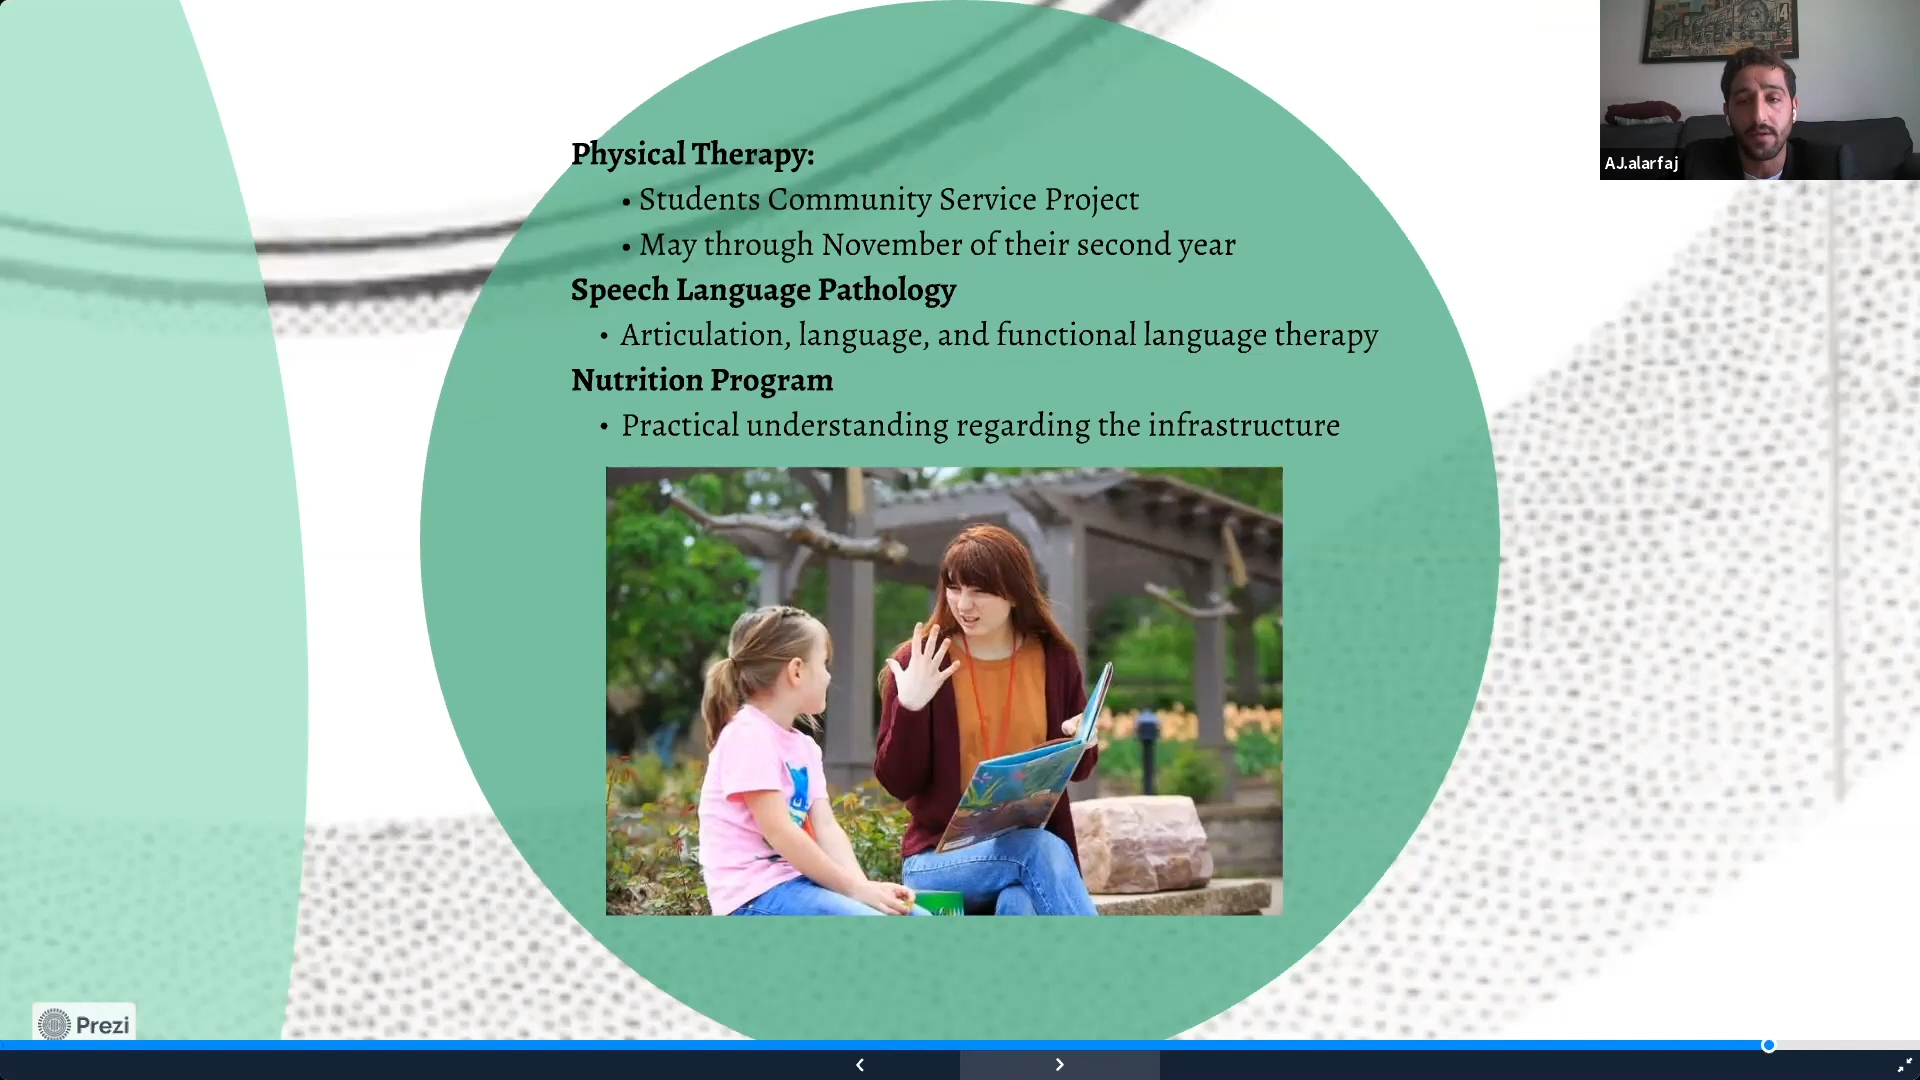 Physical Therapy:
• Students Community Service Project
• May through November of their second year
Speech Language Pathology
• Articulation, language, and functional language therapy
Nutrition Program
• Practical understanding regarding the infrastructure
AJ.alarfaj
Prezi